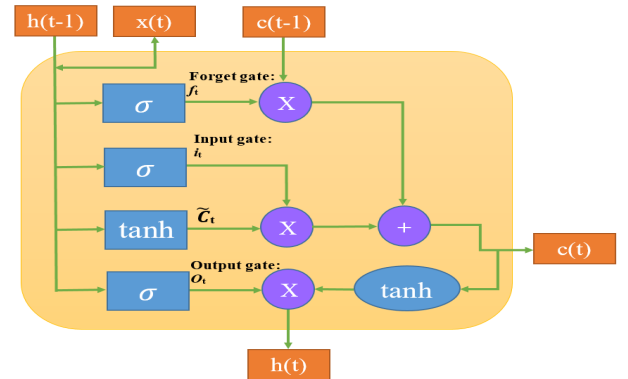 h(t-1)
x(t)
c(t-1)
Forget gate:
fₜ
σ
X
Input gate:
iₜ
σ
C̃ₜ
tanh
X
+
c(t)
Output gate:
Oₜ
σ
X
tanh
h(t)